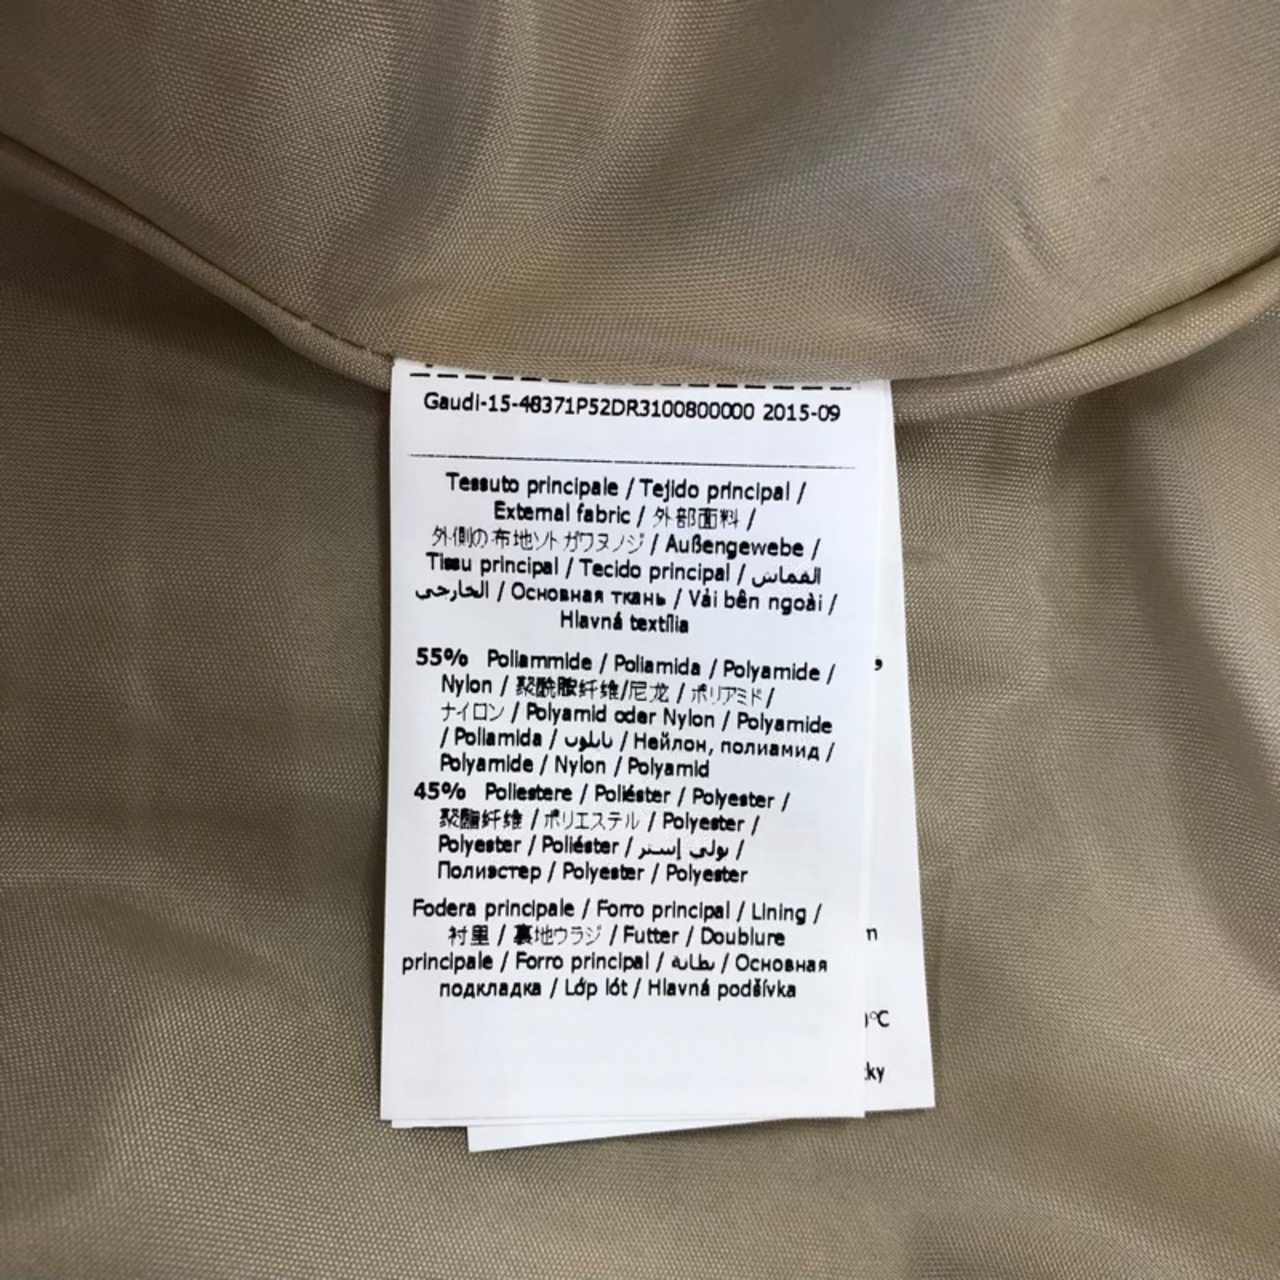 Gaudi-15-48371P52DR3100800000 2015-09
Tessuto principale / Tejido principal /
External fabric / 外部面料 /
外側の布地ソトガワヌノジ / Außengewebe /
Tissu principal / Tecido principal / القماش
الخارجي / Основная ткань / Vải bên ngoài /
Hlavná textília
55% Poliammide / Poliamida / Polyamide /
Nylon / 聚酰胺纤维/尼龙 / ポリアミド/
ナイロン / Polyamid oder Nylon / Polyamide
/ Poliamida / نايلون / Нейлон, полиамид /
Polyamide / Nylon / Polyamid
45% Poliestere / Poliéster / Polyester /
聚酯纤维 / ポリエステル / Polyester /
Polyester / Poliéster / بولي إستر /
Полиэстер / Polyester / Polyester
Fodera principale / Forro principal / Lining /
衬里 / 裏地ウラジ / Futter / Doublure
principale / Forro principal / بطانة / Основная
подкладка / Lớp lót / Hlavná podšívka
°C